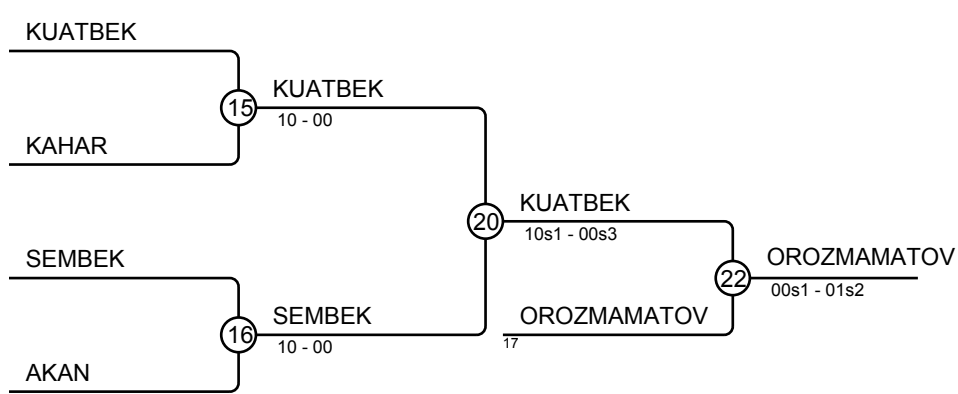 KUATBEK
15
KUATBEK
10 - 00
KAHAR
KUATBEK
20
10s1 - 00s3
SEMBEK
OROZMAMATOV
22
00s1 - 01s2
SEMBEK
16
10 - 00
OROZMAMATOV
17
AKAN